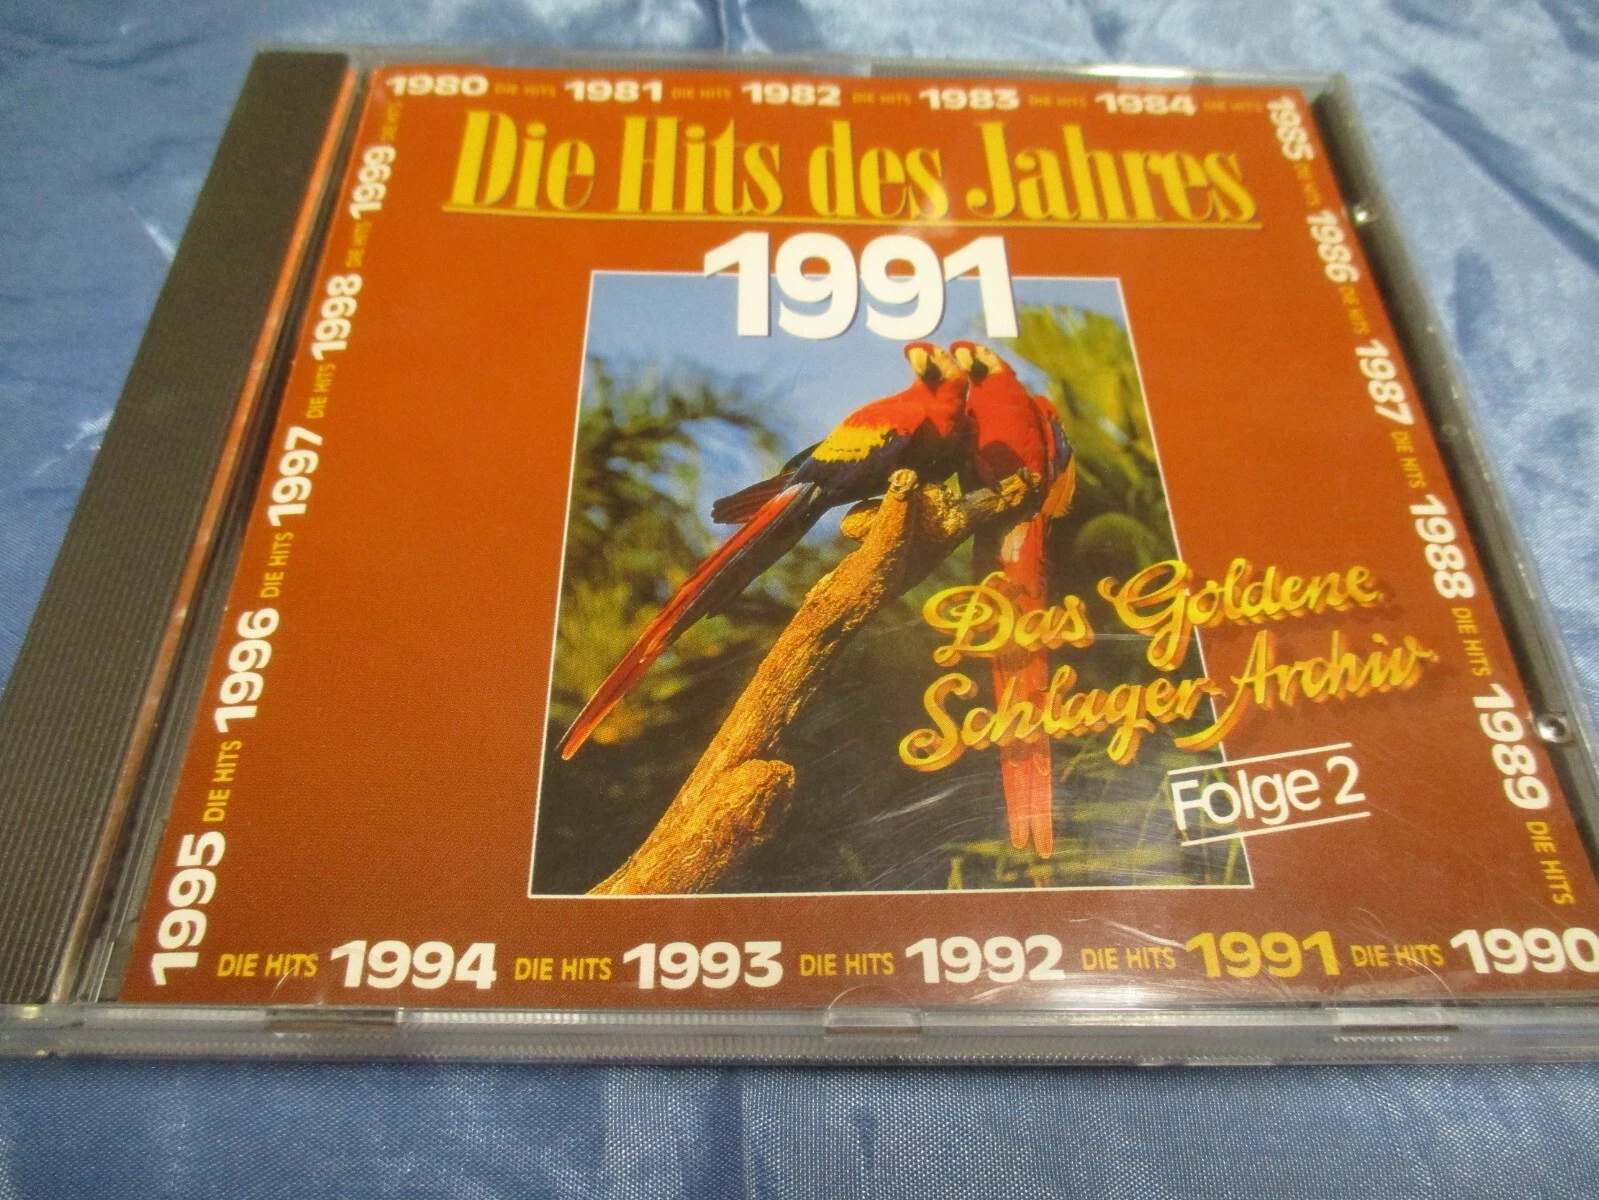 1980 DIE HITS 1981 DIE HITS 1982 DIE HITS 1983 DIE HITS 1984 DIE HITS
1985 DIE HITS 1986 DIE HITS 1987 DIE HITS 1988 DIE HITS 1989 DIE HITS
1990 DIE HITS 1991 DIE HITS 1992 DIE HITS 1993 DIE HITS 1994 DIE HITS
1995 DIE HITS 1996 DIE HITS 1997 DIE HITS 1998 DIE HITS 1999 DIE HITS
Die Hits des Jahres
1991
Das Goldene
Schlager-Archiv
Folge 2